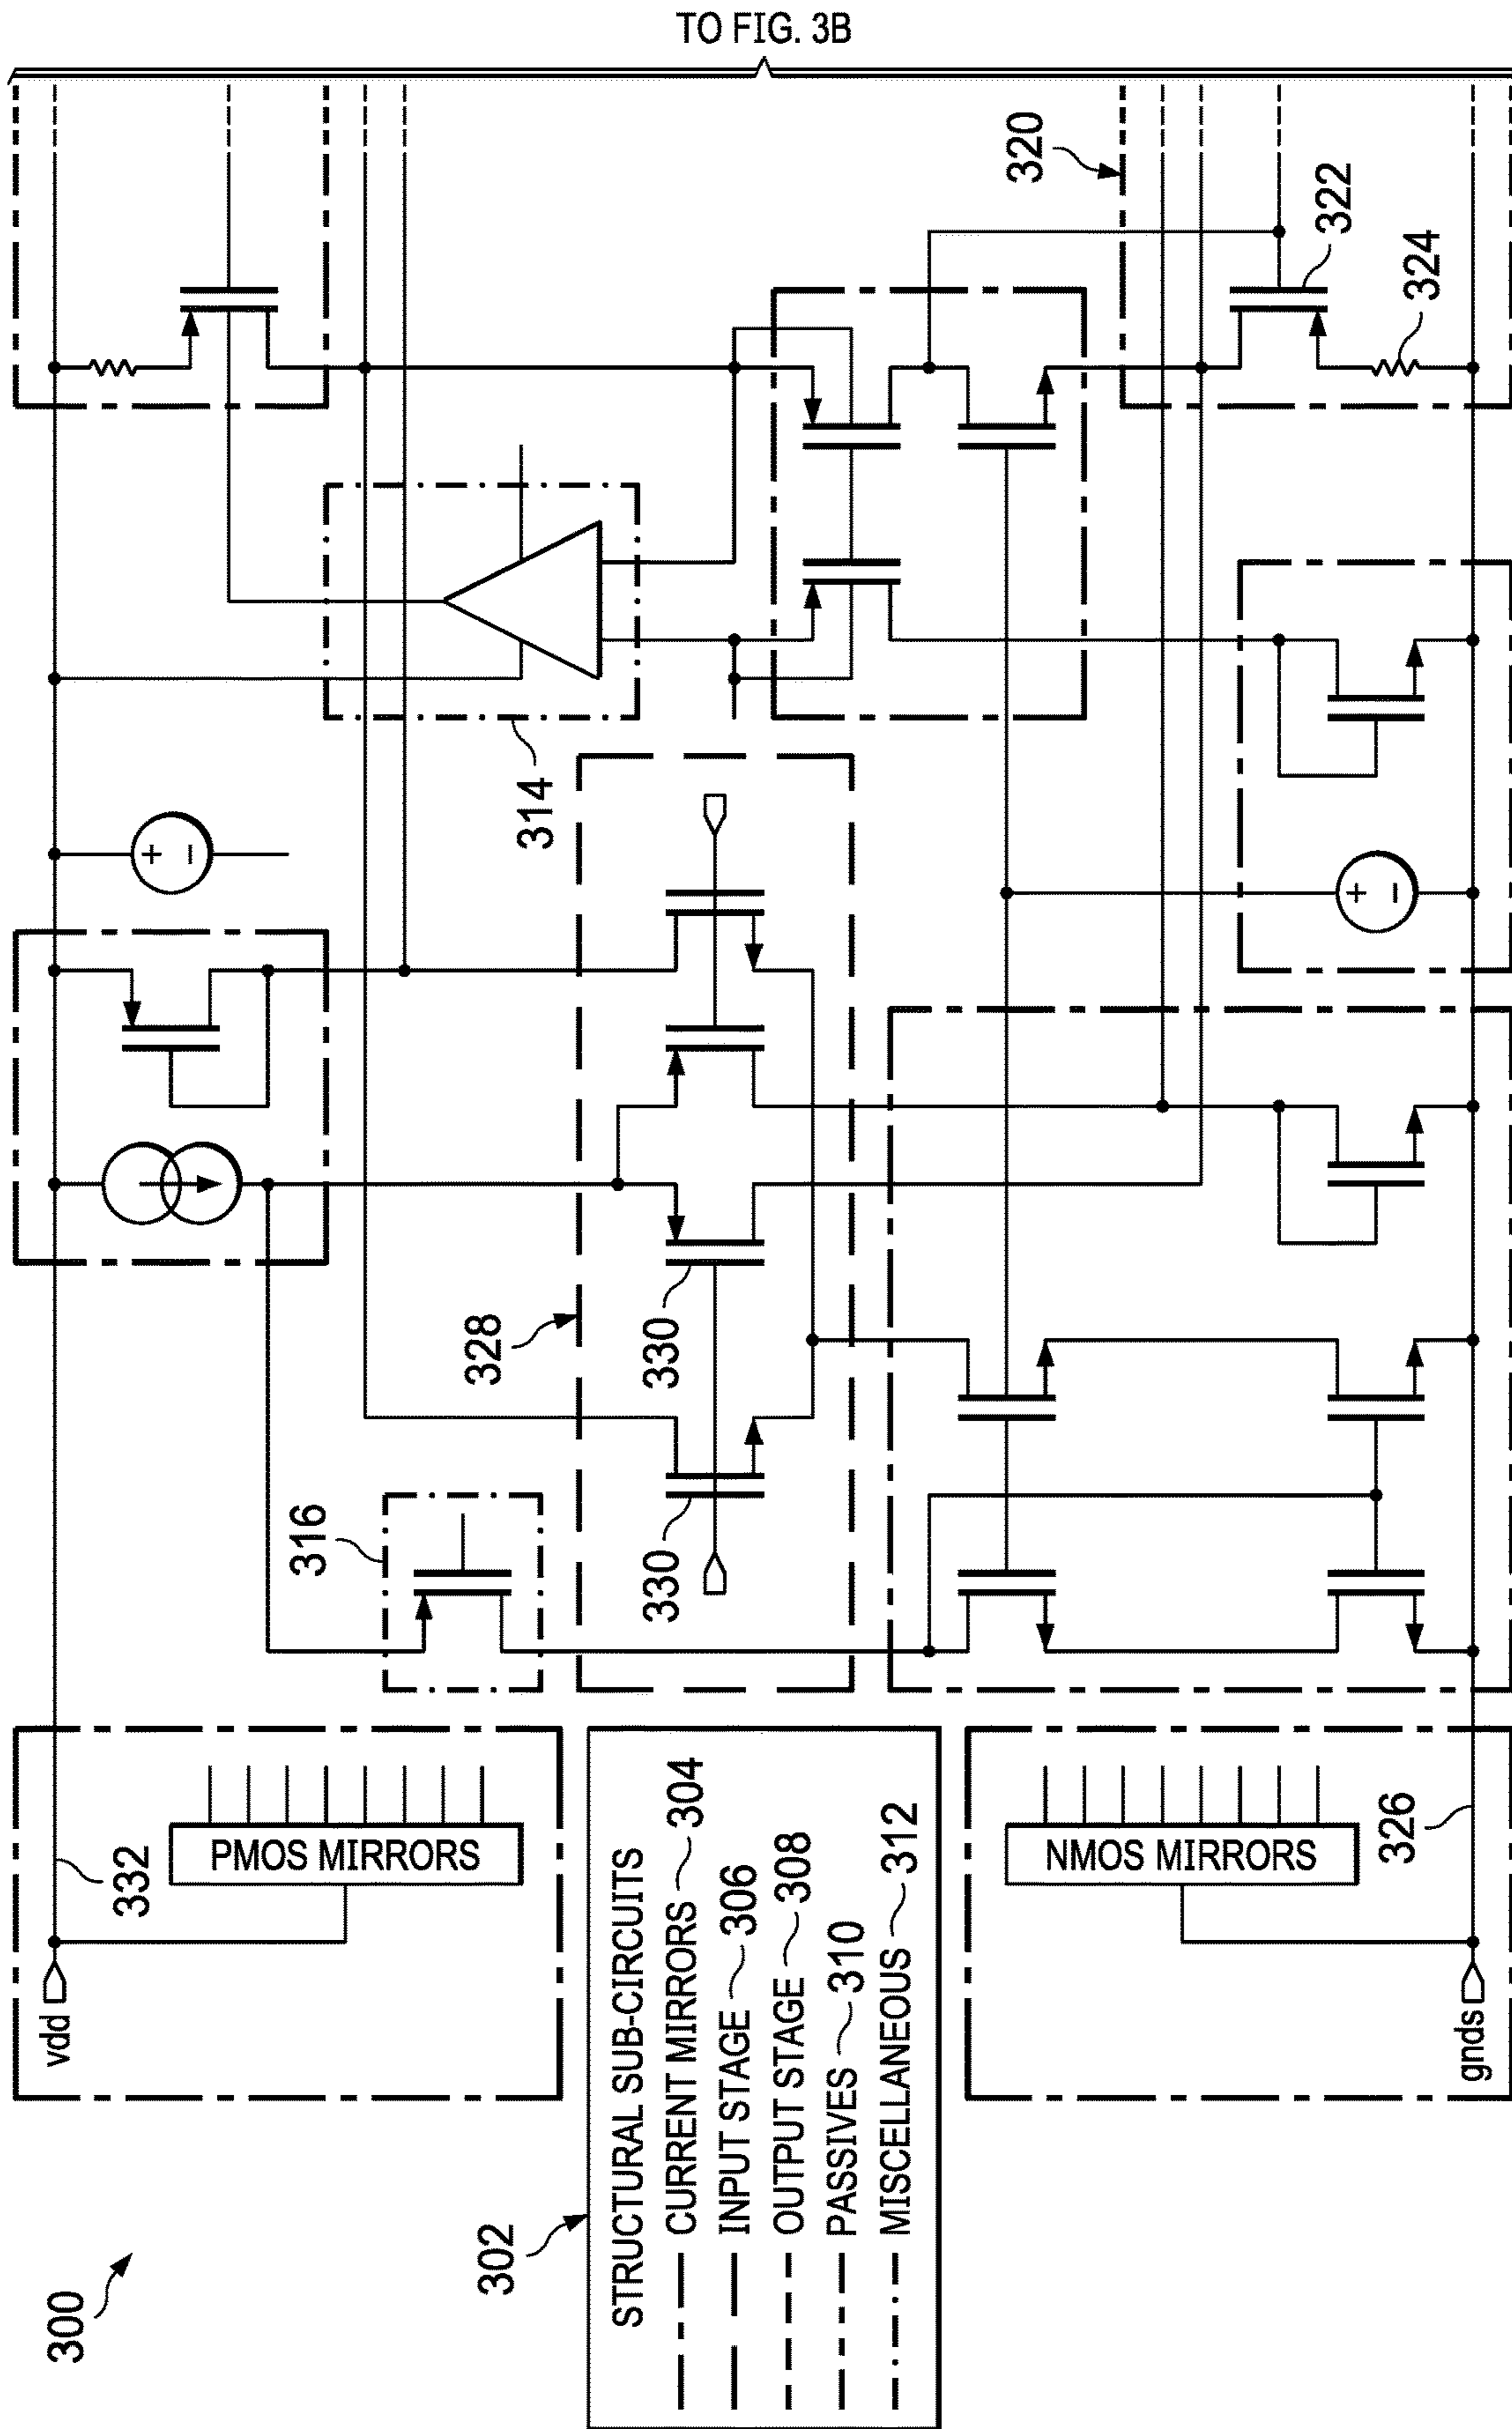 TO FIG. 3B
300
302
STRUCTURAL SUB-CIRCUITS
CURRENT MIRRORS 304
INPUT STAGE 306
OUTPUT STAGE 308
PASSIVES 310
MISCELLANEOUS 312
vdd
332
PMOS MIRRORS
gnds
326
NMOS MIRRORS
316
328
330
330
314
+ −
+ −
320
322
324